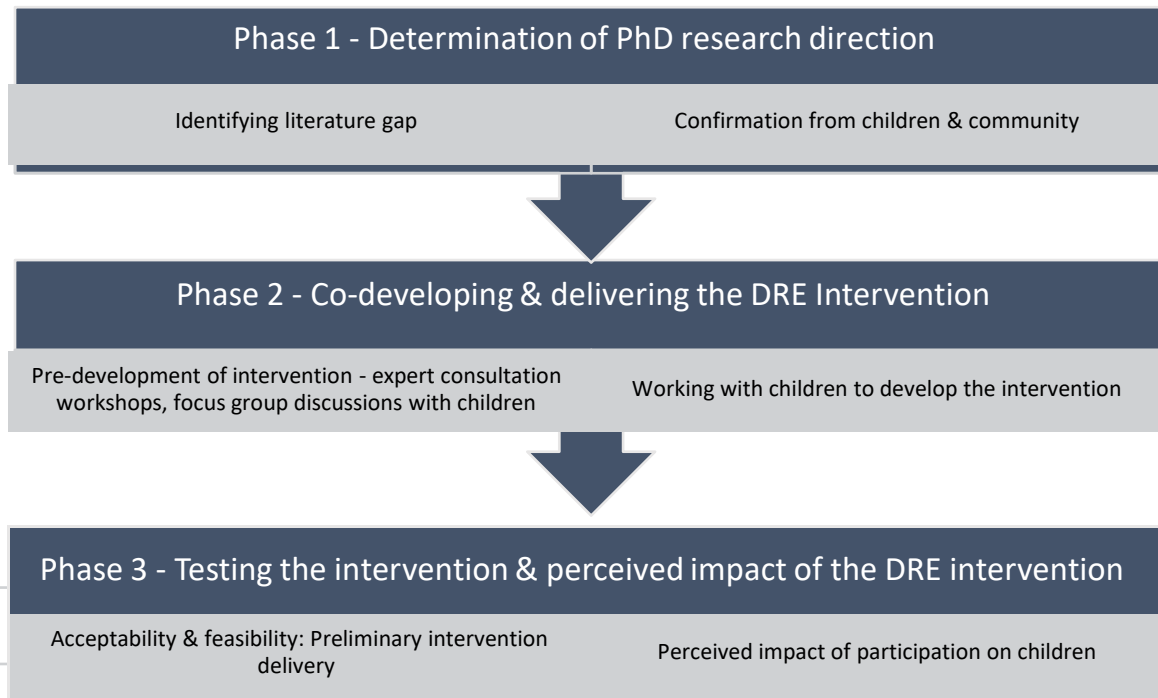 Phase 1 - Determination of PhD research direction
Identifying literature gap
Confirmation from children & community
Phase 2 - Co-developing & delivering the DRE Intervention
Pre-development of intervention - expert consultation
workshops, focus group discussions with children
Working with children to develop the intervention
Phase 3 - Testing the intervention & perceived impact of the DRE intervention
Acceptability & feasibility: Preliminary intervention
delivery
Perceived impact of participation on children